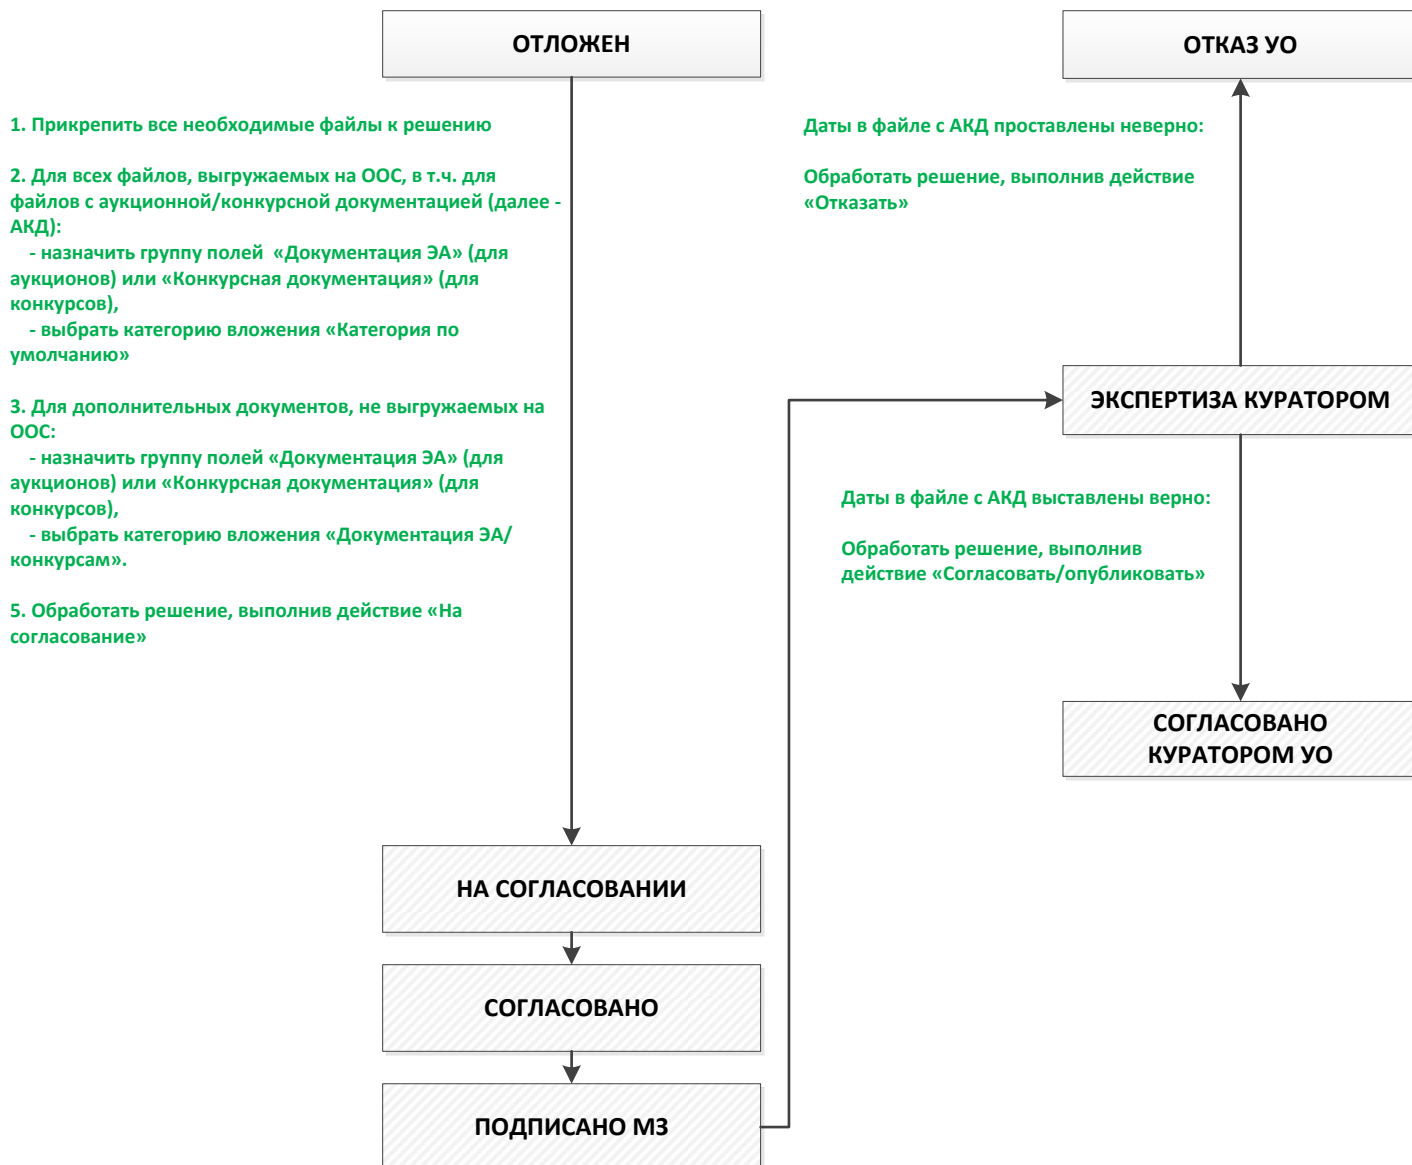 ОТЛОЖЕН
1. Прикрепить все необходимые файлы к решению
2. Для всех файлов, выгружаемых на ООС, в т.ч. для
файлов с аукционной/конкурсной документацией (далее -
АКД):
- назначить группу полей «Документация ЭА» (для
аукционов) или «Конкурсная документация» (для
конкурсов),
- выбрать категорию вложения «Категория по
умолчанию»
3. Для дополнительных документов, не выгружаемых на
ООС:
- назначить группу полей «Документация ЭА» (для
аукционов) или «Конкурсная документация» (для
конкурсов),
- выбрать категорию вложения «Документация ЭА/
конкурсам».
5. Обработать решение, выполнив действие «На
согласование»
НА СОГЛАСОВАНИИ
СОГЛАСОВАНО
ПОДПИСАНО МЗ
ОТКАЗ УО
Даты в файле с АКД проставлены неверно:
Обработать решение, выполнив действие
«Отказать»
ЭКСПЕРТИЗА КУРАТОРОМ
Даты в файле с АКД выставлены верно:
Обработать решение, выполнив
действие «Согласовать/опубликовать»
СОГЛАСОВАНО
КУРАТОРОМ УО